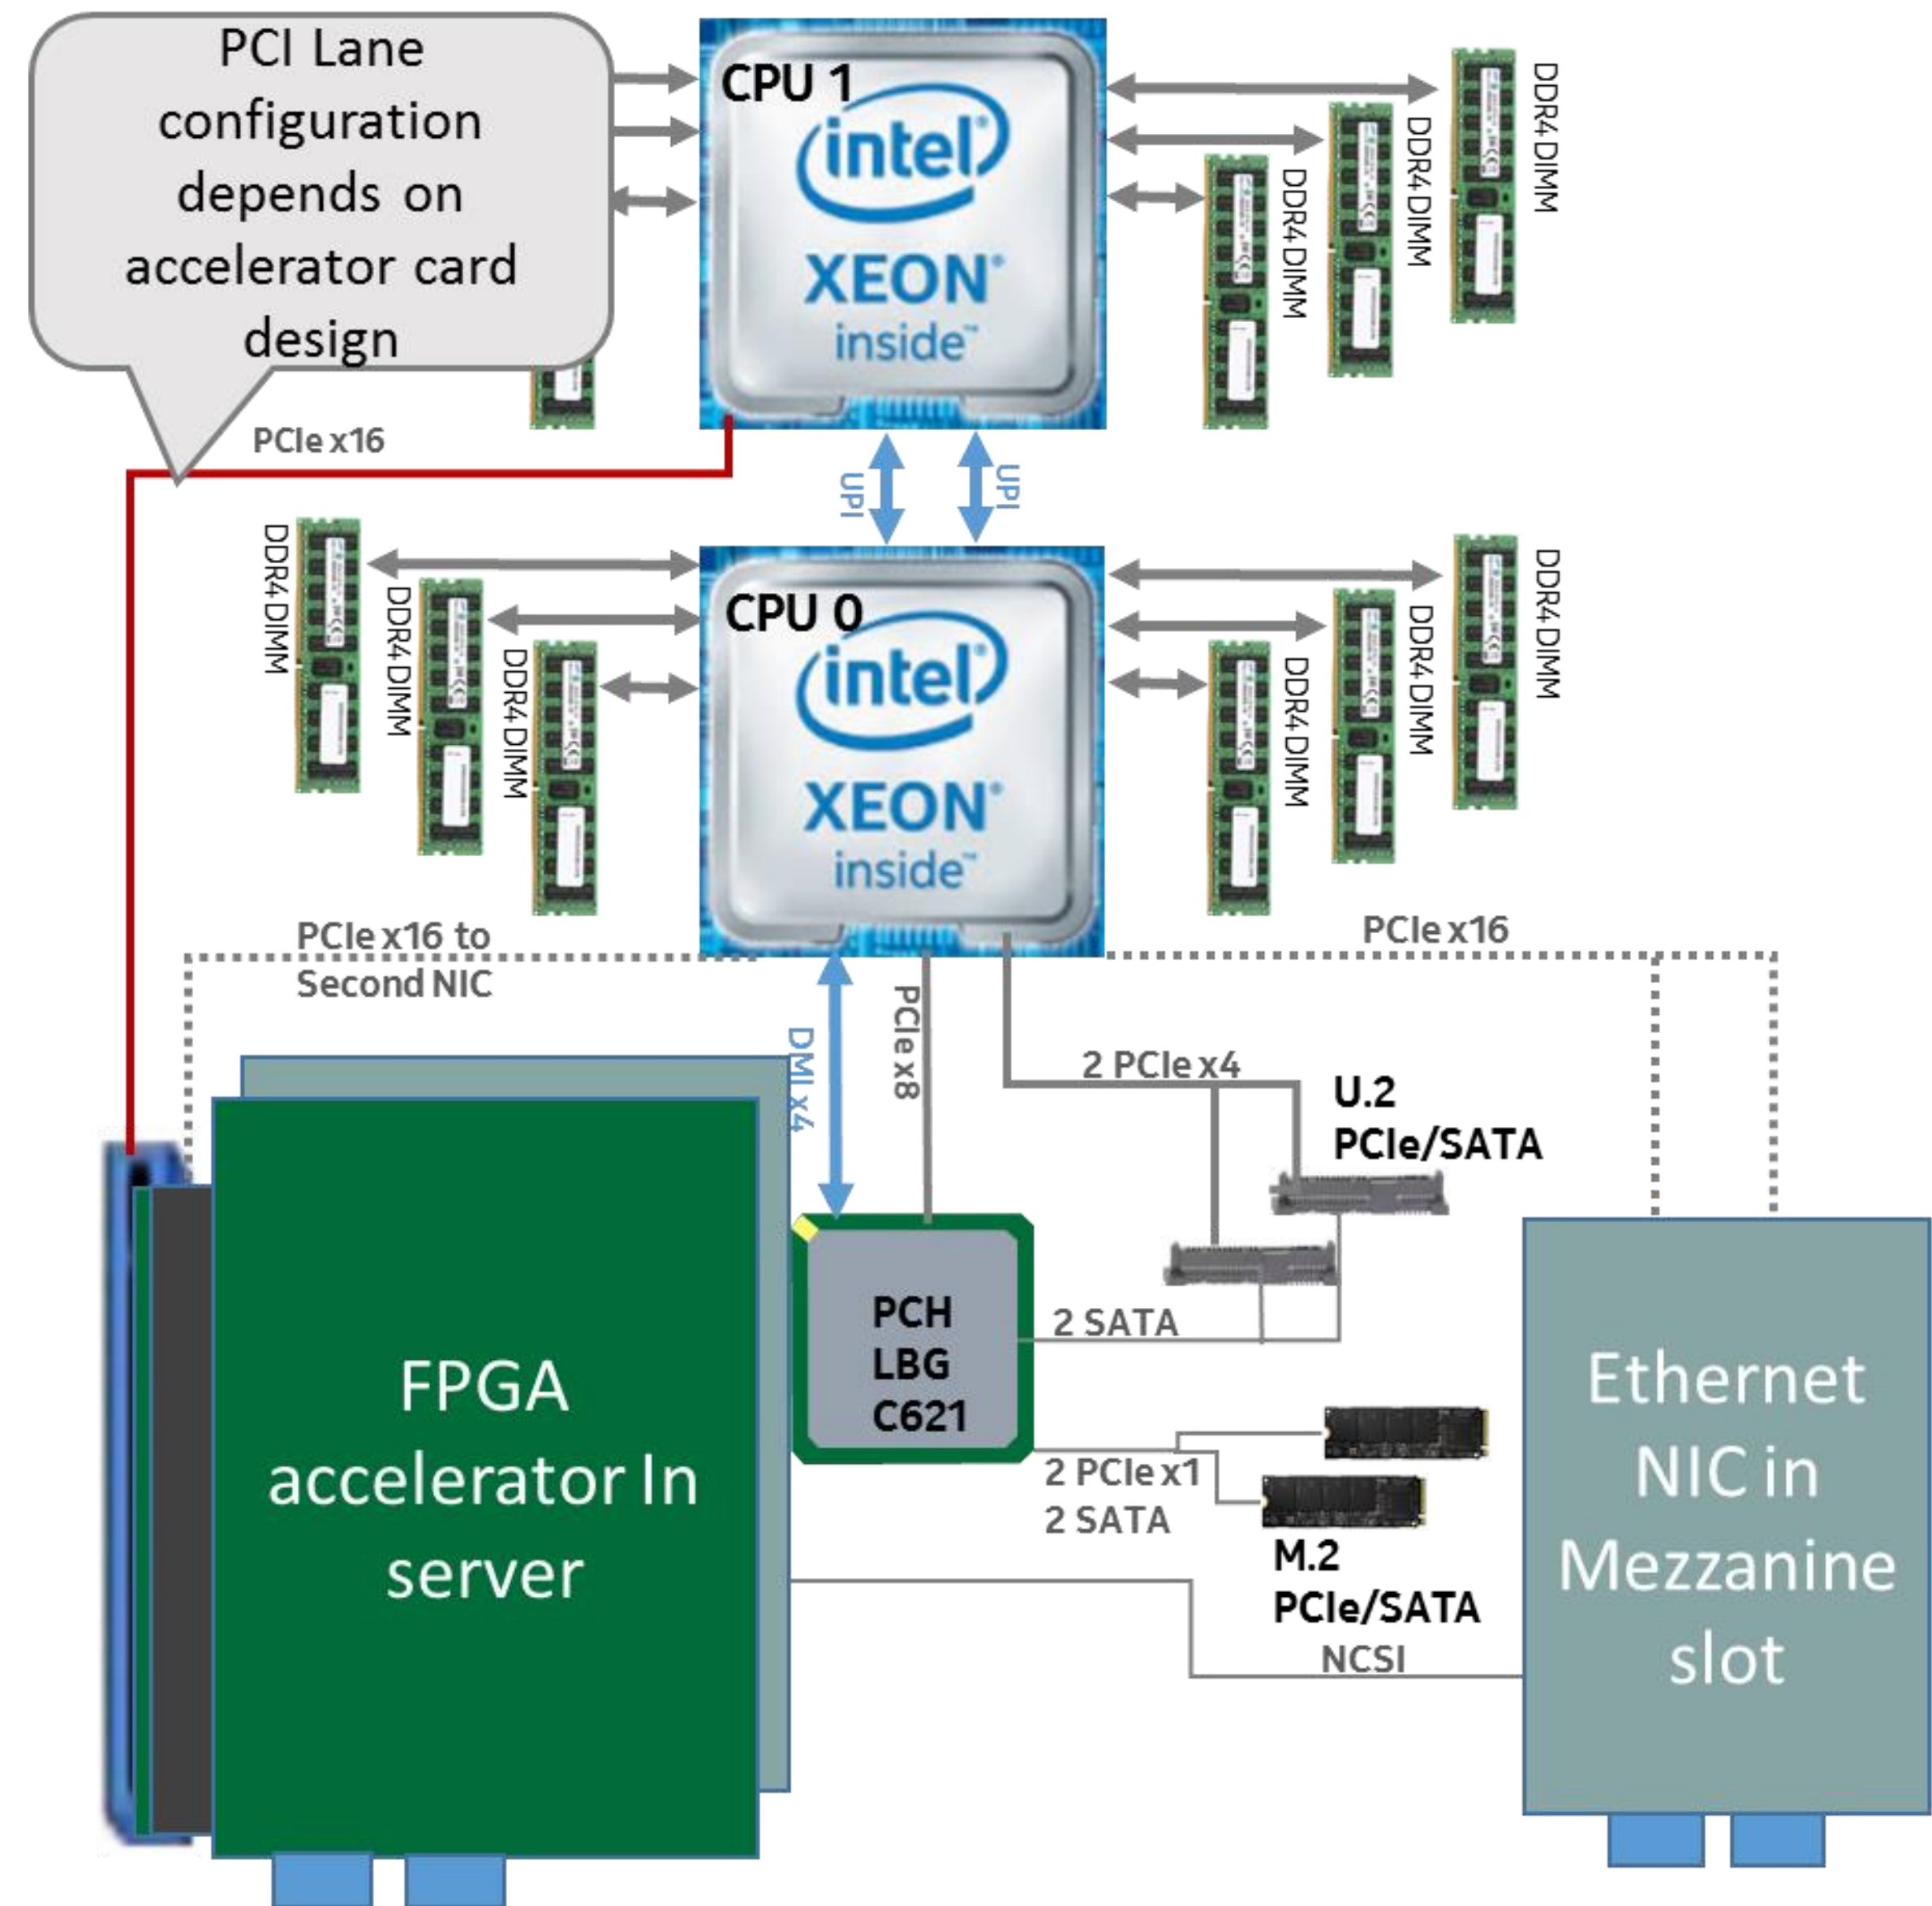 PCI Lane
configuration
depends on
accelerator card
design
CPU 1
intel®
XEON®
inside™
DDR4 DIMM
DDR4 DIMM
DDR4 DIMM
PCIe x16
UPI
UPI
DDR4 DIMM
DDR4 DIMM
DDR4 DIMM
CPU 0
intel®
XEON®
inside™
DDR4 DIMM
DDR4 DIMM
DDR4 DIMM
PCIe x16 to
Second NIC
PCIe x16
DMI x4
PCIe x8
2 PCIe x4
U.2
PCIe/SATA
PCH
LBG
C621
2 SATA
2 PCIe x1
2 SATA
M.2
PCIe/SATA
NCSI
FPGA
accelerator In
server
Ethernet
NIC in
Mezzanine
slot